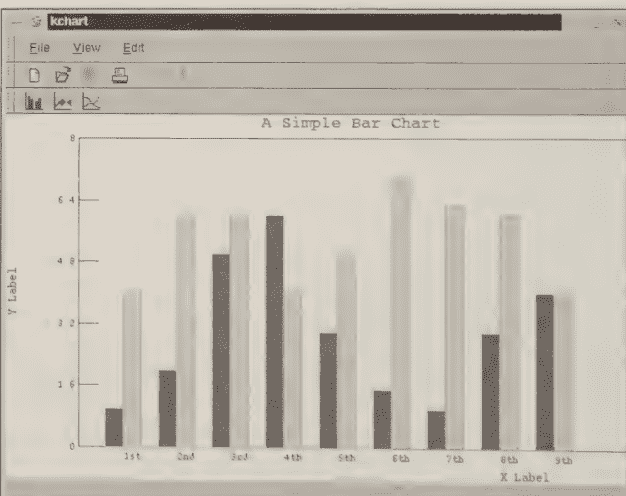 kchart
File View Edit
A Simple Bar Chart
8
6 4
4 8
3 2
1 6
0
Y Label
1st 2nd 3rd 4th 5th 6th 7th 8th 9th
X Label